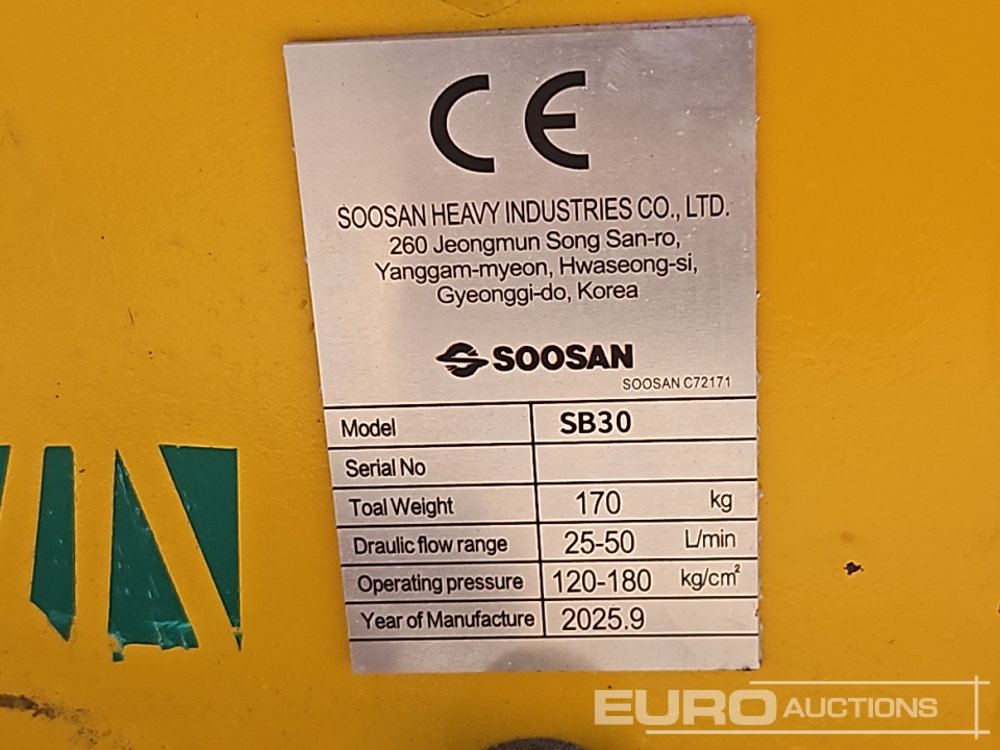 CE
SOOSAN HEAVY INDUSTRIES CO., LTD.
260 Jeongmun Song San-ro,
Yanggam-myeon, Hwaseong-si,
Gyeonggi-do, Korea
SOOSAN
SOOSAN C72171
Model SB30
Serial No
Toal Weight 170 kg
Draulic flow range 25-50 L/min
Operating pressure 120-180 kg/cm²
Year of Manufacture 2025.9
EURO AUCTIONS